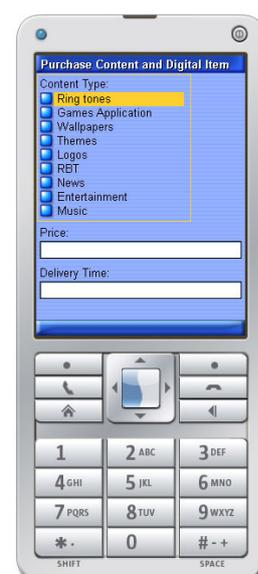 Purchase Content and Digital Item
Content Type:
Ring tones
Games Application
Wallpapers
Themes
Logos
RBT
News
Entertainment
Music
Price:
Delivery Time:
1
2 ABC
3 DEF
4 GHI
5 JKL
6 MNO
7 PQRS
8 TUV
9 WXYZ
* .
0
# - +
SHIFT
SPACE